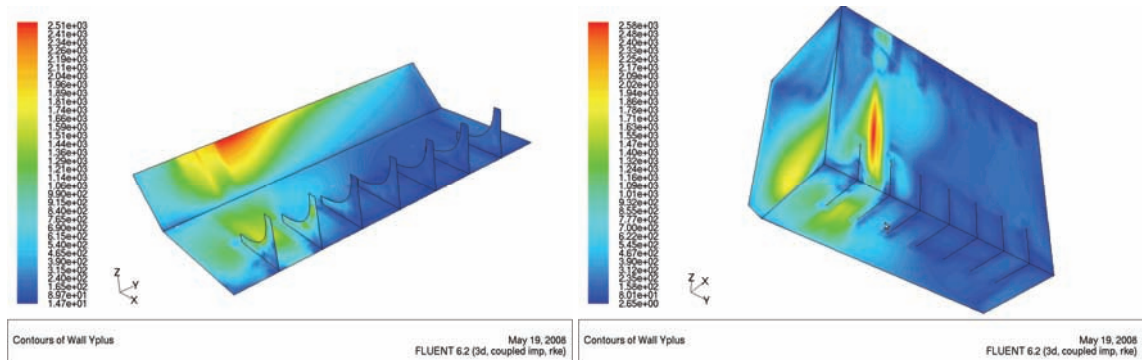 2.51e+03
2.41e+03
2.34e+03
2.26e+03
2.19e+03
2.11e+03
2.04e+03
1.96e+03
1.89e+03
1.81e+03
1.74e+03
1.66e+03
1.59e+03
1.51e+03
1.44e+03
1.36e+03
1.29e+03
1.21e+03
1.14e+03
1.06e+03
9.90e+02
9.15e+02
8.40e+02
7.65e+02
6.90e+02
6.15e+02
5.40e+02
4.65e+02
3.90e+02
3.15e+02
2.40e+02
1.65e+02
8.97e+01
1.47e+01
Z
Y
X
Contours of Wall Yplus
May 19, 2008
FLUENT 6.2 (3d, coupled imp, rke)
2.58e+03
2.48e+03
2.40e+03
2.33e+03
2.25e+03
2.17e+03
2.09e+03
2.02e+03
1.94e+03
1.86e+03
1.78e+03
1.71e+03
1.63e+03
1.55e+03
1.47e+03
1.40e+03
1.32e+03
1.24e+03
1.16e+03
1.09e+03
1.01e+03
9.32e+02
8.55e+02
7.77e+02
7.00e+02
6.22e+02
5.45e+02
4.67e+02
3.90e+02
3.12e+02
2.35e+02
1.58e+02
8.01e+01
2.65e+00
Z
X
Y
Contours of Wall Yplus
May 19, 2008
FLUENT 6.2 (3d, coupled imp, rke)